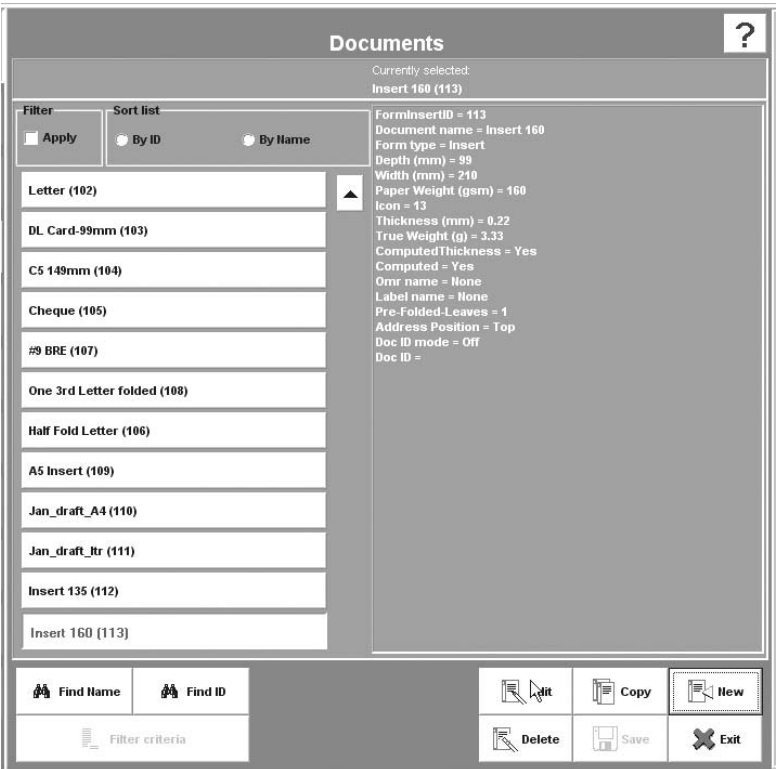 Documents
?
Currently selected:
Insert 160 (113)
Filter
Sort list
Apply
By ID
By Name
Letter (102)
DL Card-99mm (103)
C5 149mm (104)
Cheque (105)
#9 BRE (107)
One 3rd Letter folded (108)
Half Fold Letter (106)
A5 Insert (109)
Jan_draft_A4 (110)
Jan_draft_ltr (111)
Insert 135 (112)
Insert 160 (113)
FormInsertID = 113
Document name = Insert 160
Form type = Insert
Depth (mm) = 99
Width (mm) = 210
Paper Weight (gsm) = 160
Icon = 13
Thickness (mm) = 0.22
True Weight (g) = 3.33
ComputedThickness = Yes
Computed = Yes
Omr name = None
Label name = None
Pre-Folded-Leaves = 1
Address Position = Top
Doc ID mode = Off
Doc ID =
Find Name
Find ID
Edit
Copy
New
Filter criteria
Delete
Save
Exit